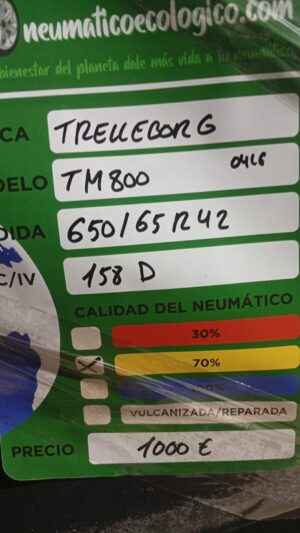 neumaticoecologico.com
bienestar del planeta dale más vida a tu neumático
CA TRELLEBORG
DELO TM800 0416
DIDA 650/65 R42
C/IV 158 D
CALIDAD DEL NEUMÁTICO
30%
70%
100%
VULCANIZADA/REPARADA
PRECIO 1000 €